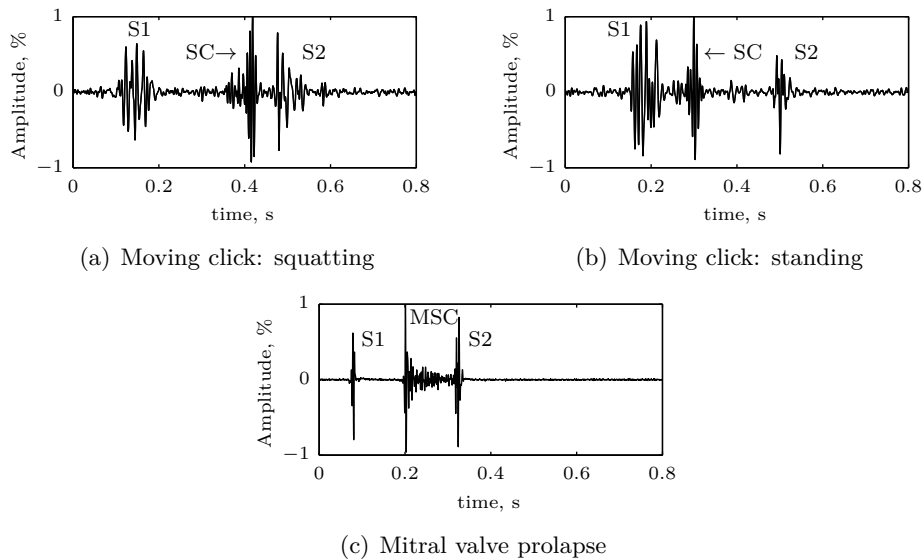 1
S1
SC→
S2
Amplitude, %
0
−1
0
0.2
0.4
0.6
0.8
time, s
(a) Moving click: squatting
1
S1
← SC
S2
Amplitude, %
0
−1
0
0.2
0.4
0.6
0.8
time, s
(b) Moving click: standing
1
MSC
S1
S2
Amplitude, %
0
−1
0
0.2
0.4
0.6
0.8
time, s
(c) Mitral valve prolapse